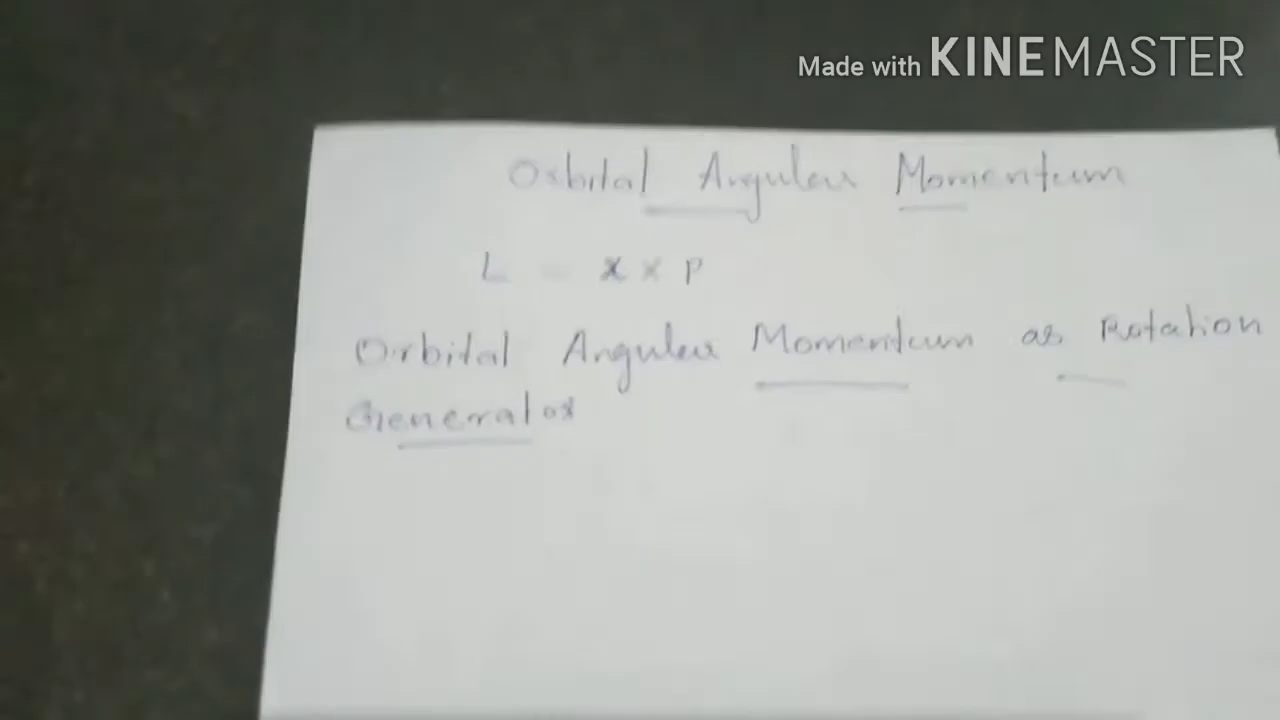 Made with KINEMASTER
Orbital Angular Momentum
L = x × p
Orbital Angular Momentum as Rotation
Generator